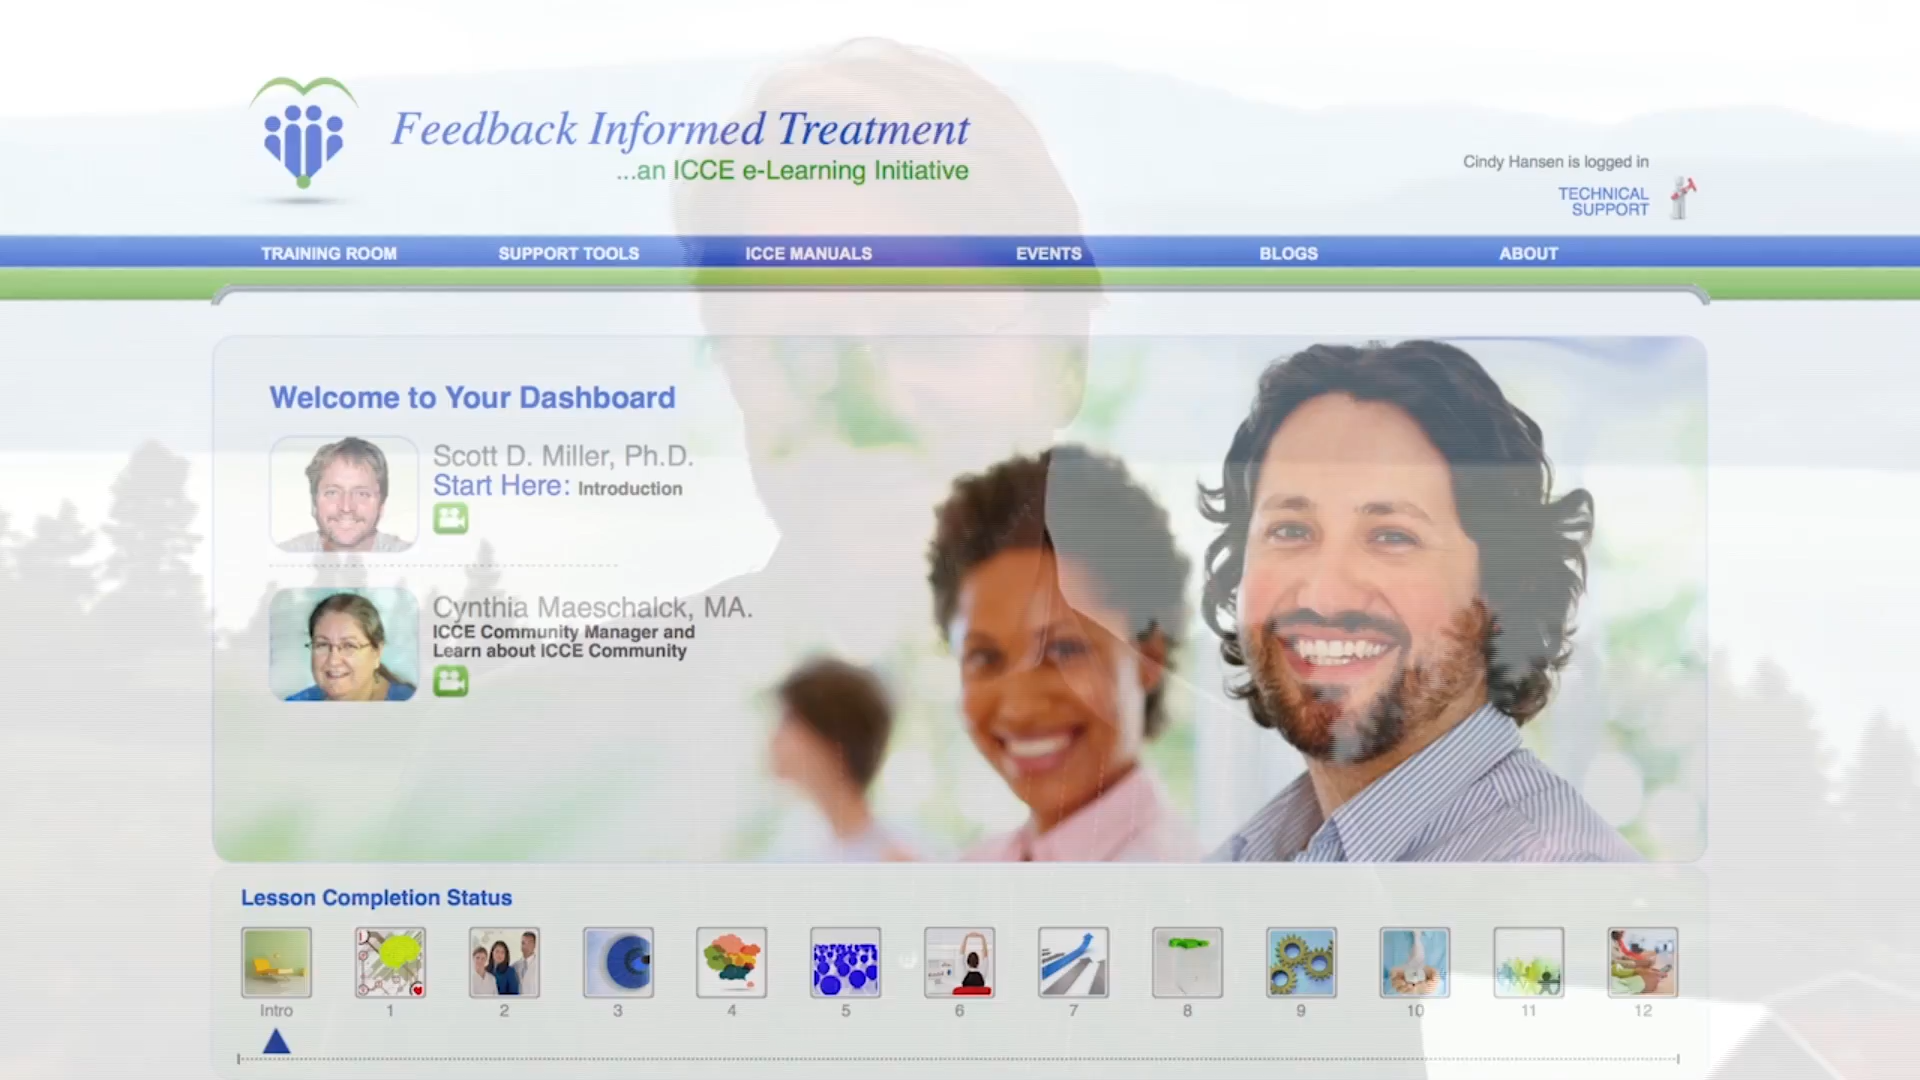 Feedback Informed Treatment
...an ICCE e-Learning Initiative
Cindy Hansen is logged in
TECHNICAL
SUPPORT
TRAINING ROOM
SUPPORT TOOLS
ICCE MANUALS
EVENTS
BLOGS
ABOUT
Welcome to Your Dashboard
Scott D. Miller, Ph.D.
Start Here: Introduction
Cynthia Maeschalck, MA.
ICCE Community Manager and
Learn about ICCE Community
Lesson Completion Status
Intro
1
2
3
4
5
6
7
8
9
10
11
12